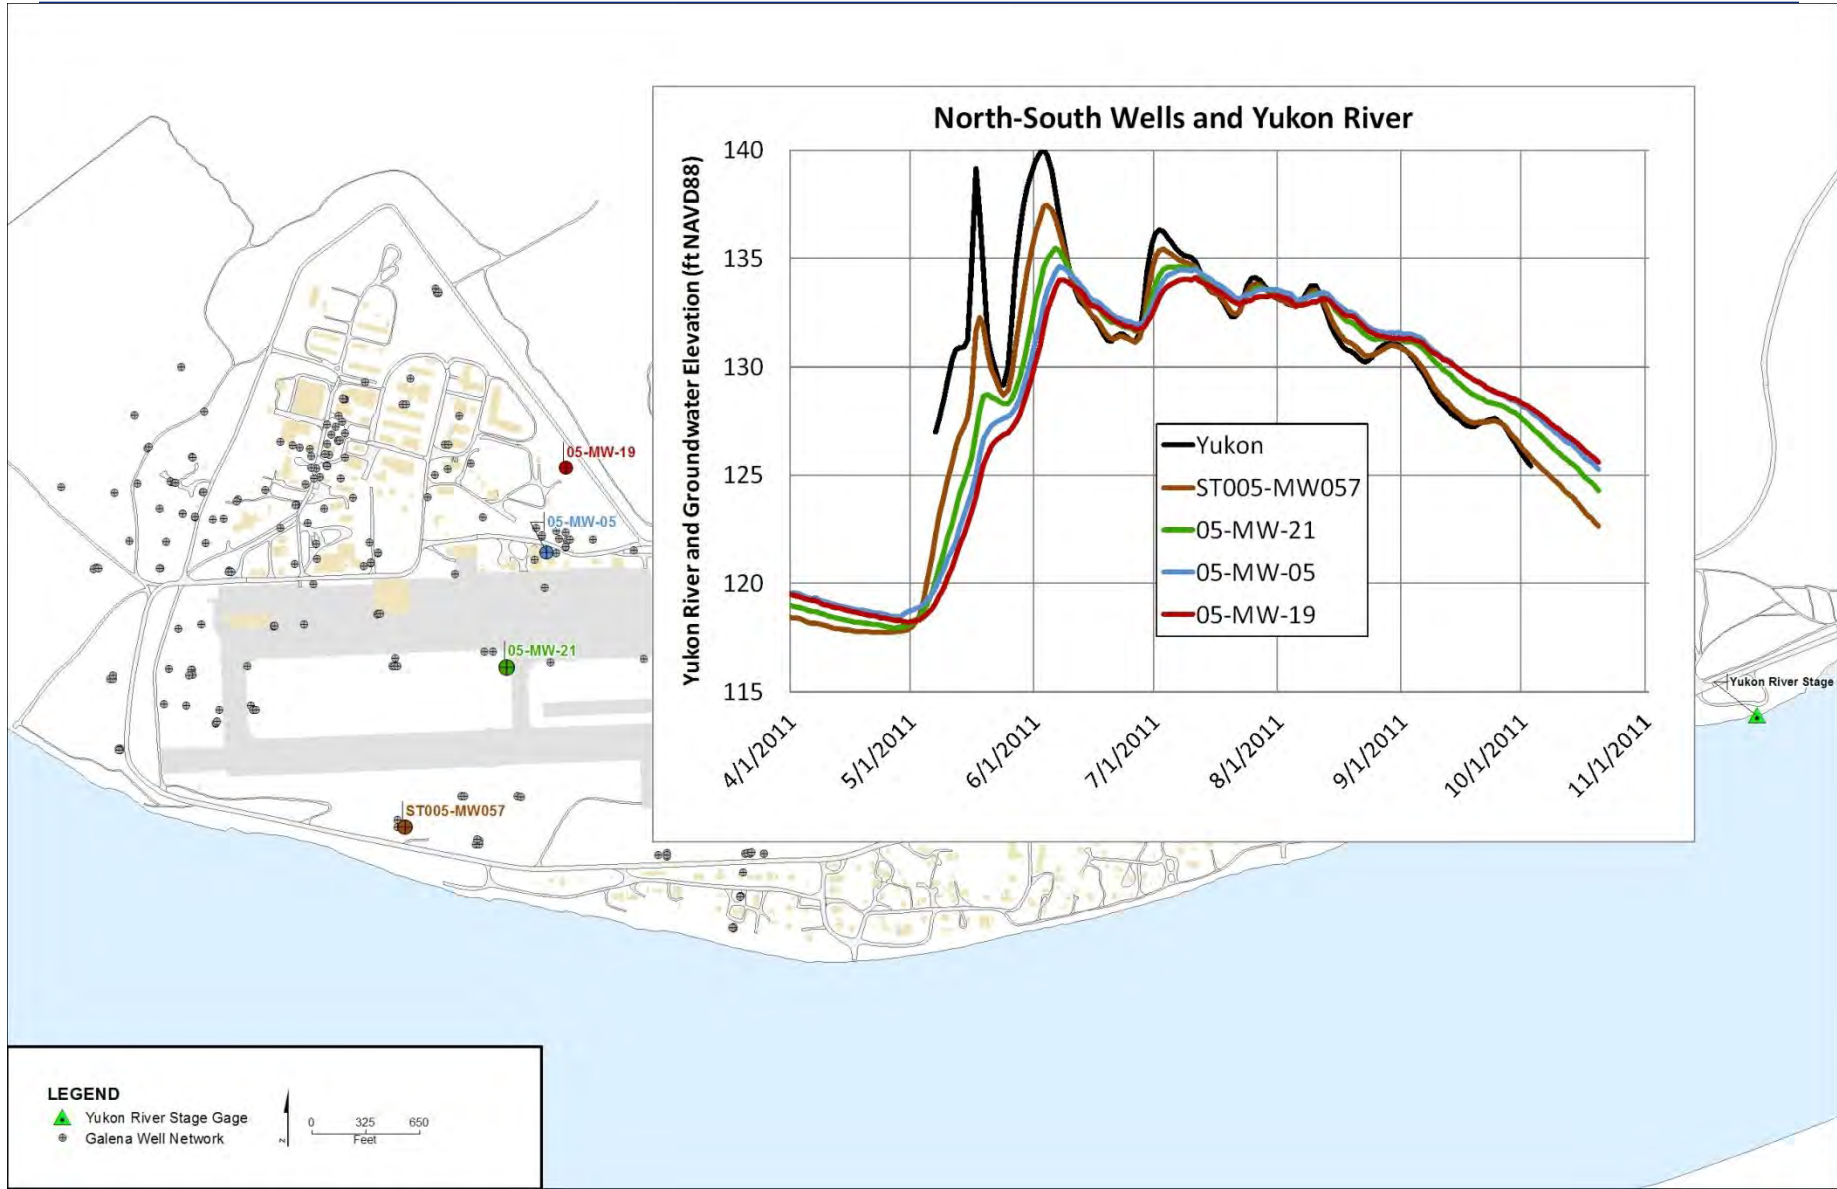 North-South Wells and Yukon River
Yukon River and Groundwater Elevation (ft NAVD88)
140
135
130
125
120
115
4/1/2011
5/1/2011
6/1/2011
7/1/2011
8/1/2011
9/1/2011
10/1/2011
11/1/2011
Yukon
ST005-MW057
05-MW-21
05-MW-05
05-MW-19
05-MW-19
05-MW-05
05-MW-21
ST005-MW057
Yukon River Stage
LEGEND
Yukon River Stage Gage
Galena Well Network
N
0 325 650
Feet